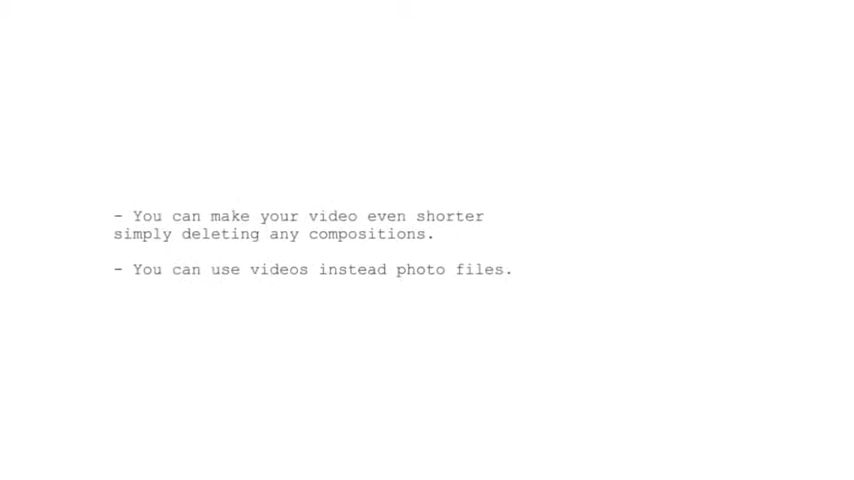 - You can make your video even shorter
simply deleting any compositions.
- You can use videos instead photo files.